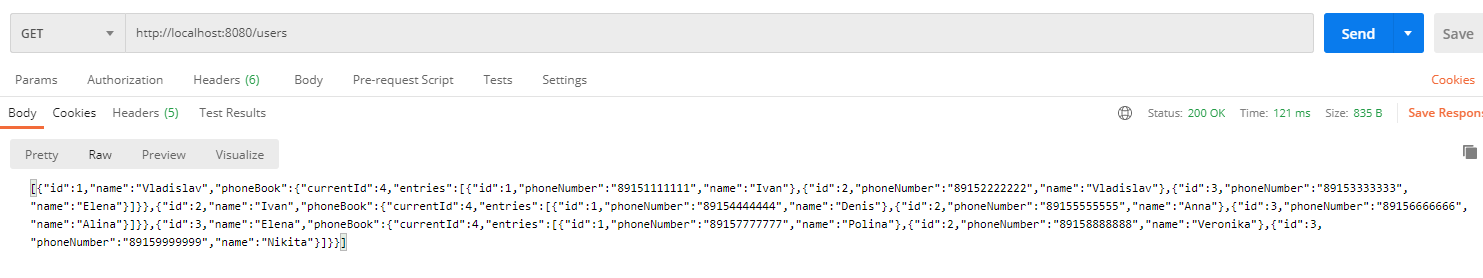 GET http://localhost:8080/users Send Save
Params Authorization Headers (6) Body Pre-request Script Tests Settings Cookies
Body Cookies Headers (5) Test Results Status: 200 OK Time: 121 ms Size: 835 B Save Respon
Pretty Raw Preview Visualize
[{"id":1,"name":"Vladislav","phoneBook":{"currentId":4,"entries":[{"id":1,"phoneNumber":"89151111111","name":"Ivan"},{"id":2,"phoneNumber":"89152222222","name":"Vladislav"},{"id":3,"phoneNumber":"89153333333",
"name":"Elena"}]}},{"id":2,"name":"Ivan","phoneBook":{"currentId":4,"entries":[{"id":1,"phoneNumber":"89154444444","name":"Denis"},{"id":2,"phoneNumber":"89155555555","name":"Anna"},{"id":3,"phoneNumber":"89156666666",
"name":"Alina"}]}},{"id":3,"name":"Elena","phoneBook":{"currentId":4,"entries":[{"id":1,"phoneNumber":"89157777777","name":"Polina"},{"id":2,"phoneNumber":"89158888888","name":"Veronika"},{"id":3,
"phoneNumber":"89159999999","name":"Nikita"}]}}]